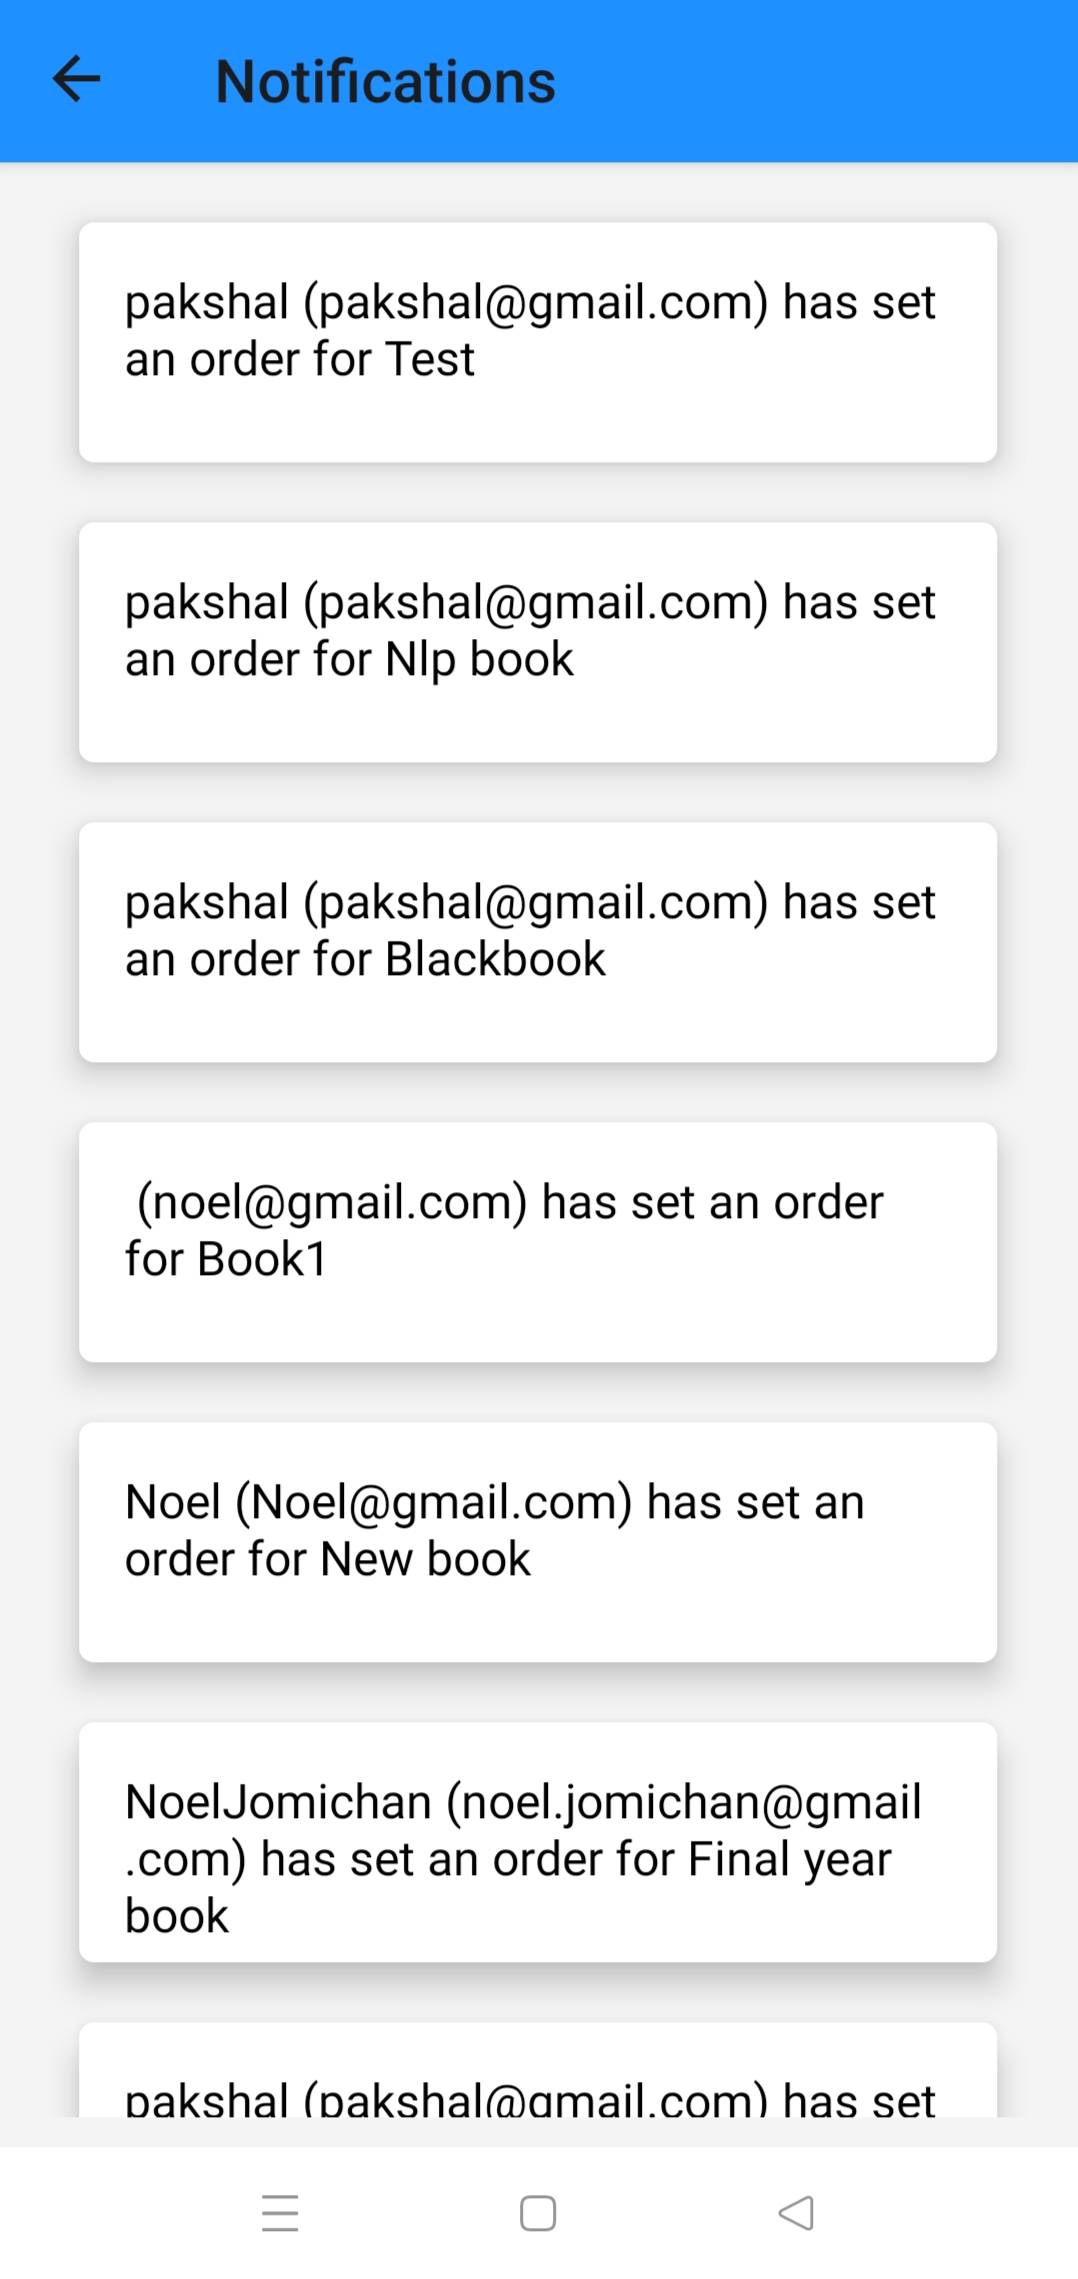 Notifications
pakshal (pakshal@gmail.com) has set
an order for Test
pakshal (pakshal@gmail.com) has set
an order for Nlp book
pakshal (pakshal@gmail.com) has set
an order for Blackbook
(noel@gmail.com) has set an order
for Book1
Noel (Noel@gmail.com) has set an
order for New book
NoelJomichan (noel.jomichan@gmail
.com) has set an order for Final year
book
pakshal (pakshal@gmail.com) has set